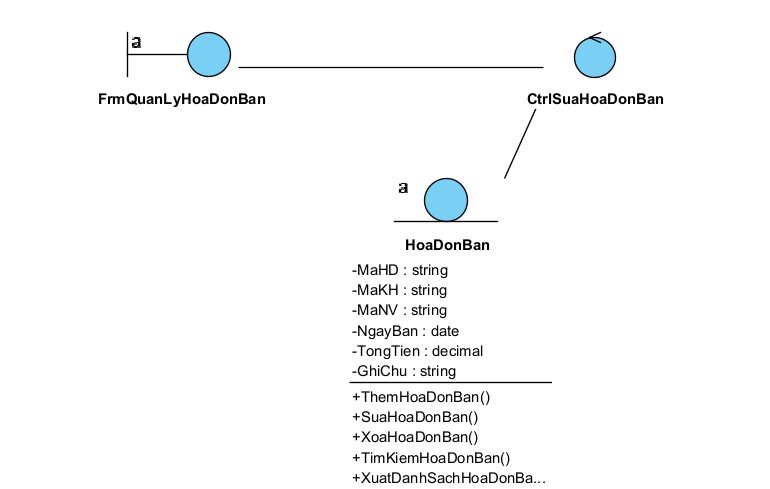 a
FrmQuanLyHoaDonBan
CtrlSuaHoaDonBan
a
HoaDonBan
-MaHD : string
-MaKH : string
-MaNV : string
-NgayBan : date
-TongTien : decimal
-GhiChu : string
+ThemHoaDonBan()
+SuaHoaDonBan()
+XoaHoaDonBan()
+TimKiemHoaDonBan()
+XuatDanhSachHoaDonBa...